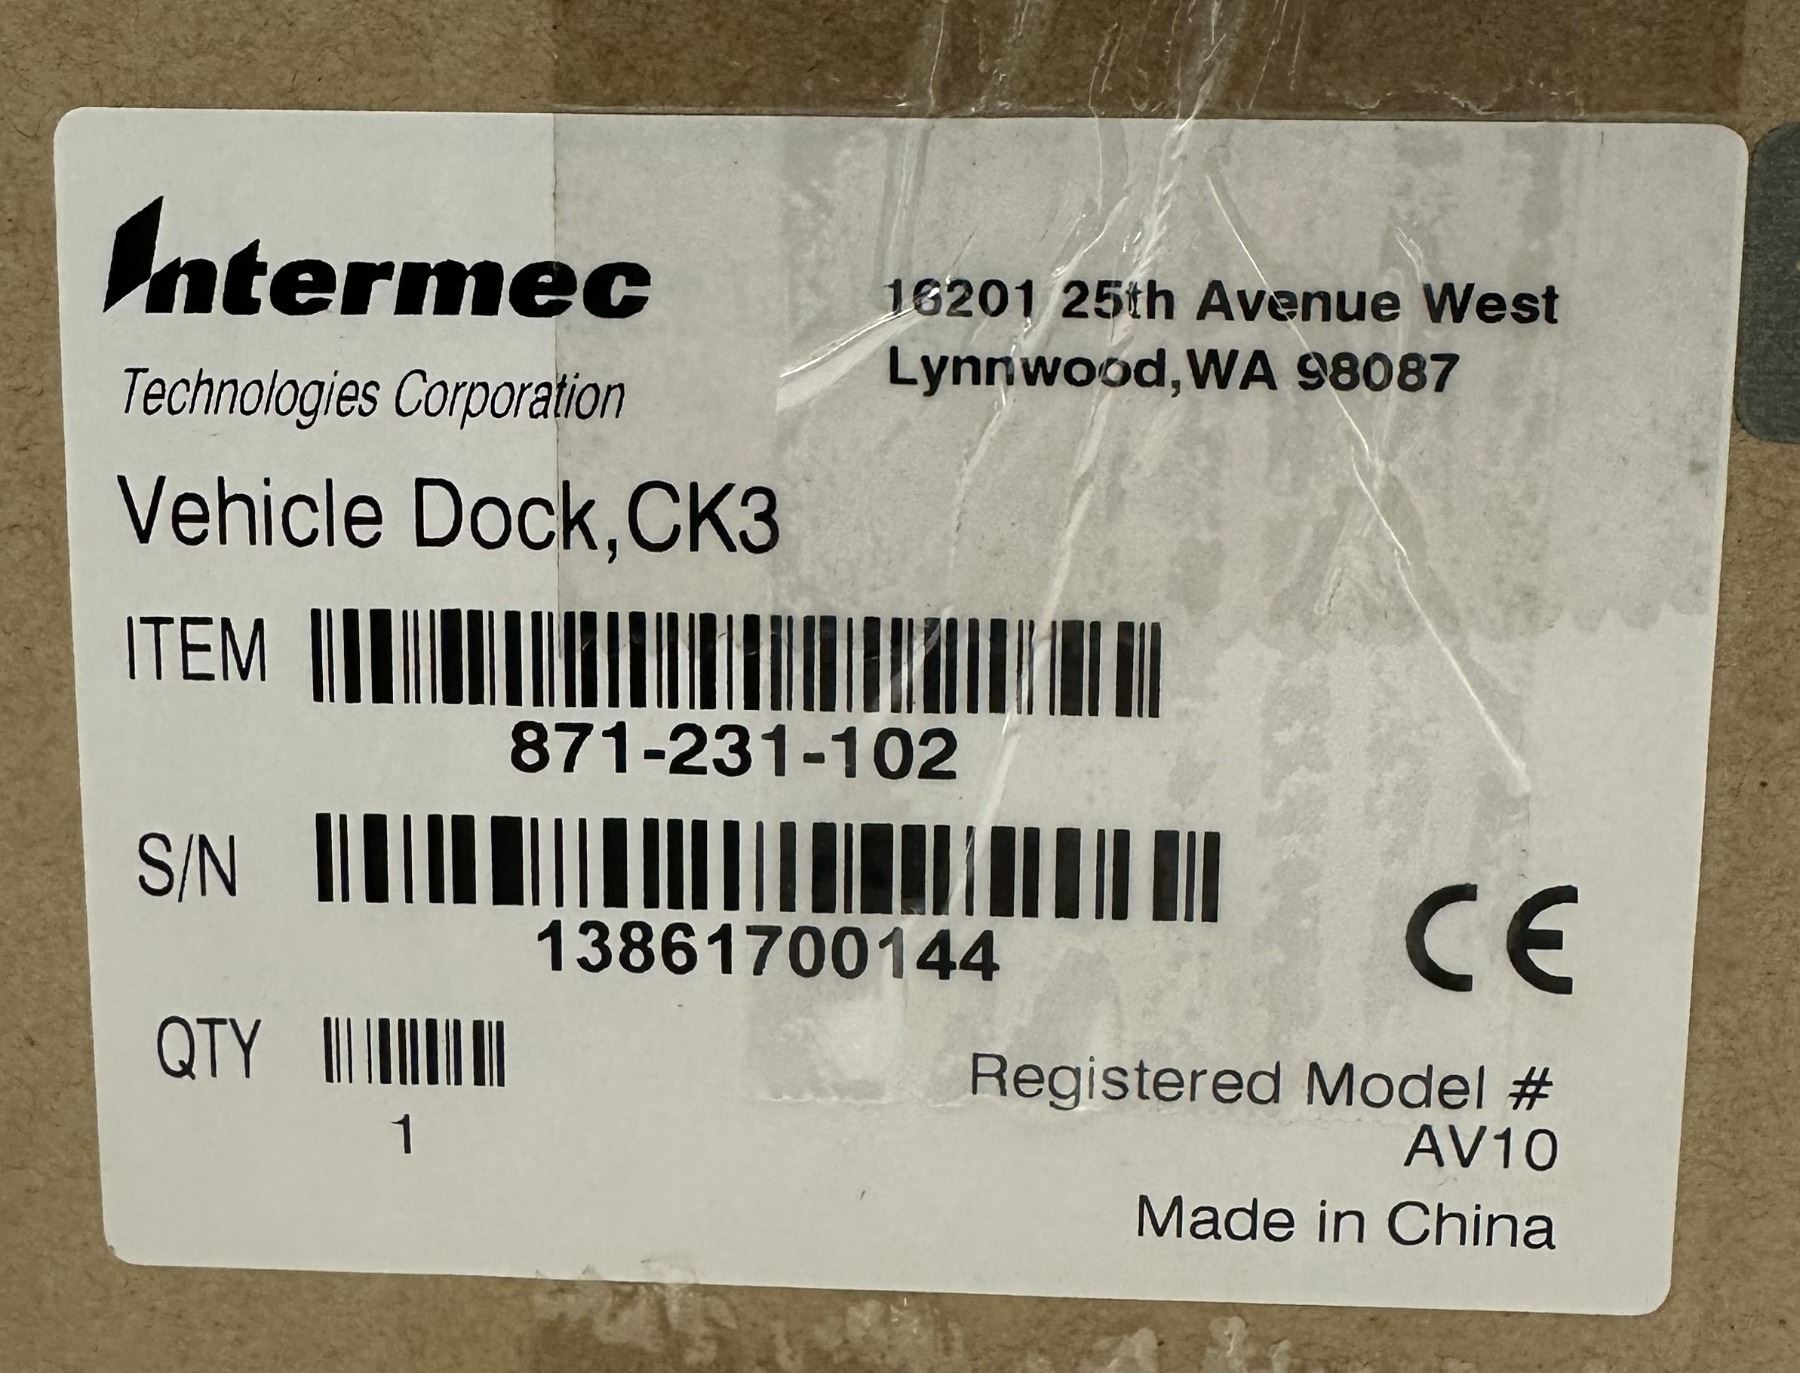 Intermec
Technologies Corporation
16201 25th Avenue West
Lynnwood,WA 98087
Vehicle Dock,CK3
ITEM
871-231-102
S/N
13861700144
CE
QTY
1
Registered Model #
AV10
Made in China